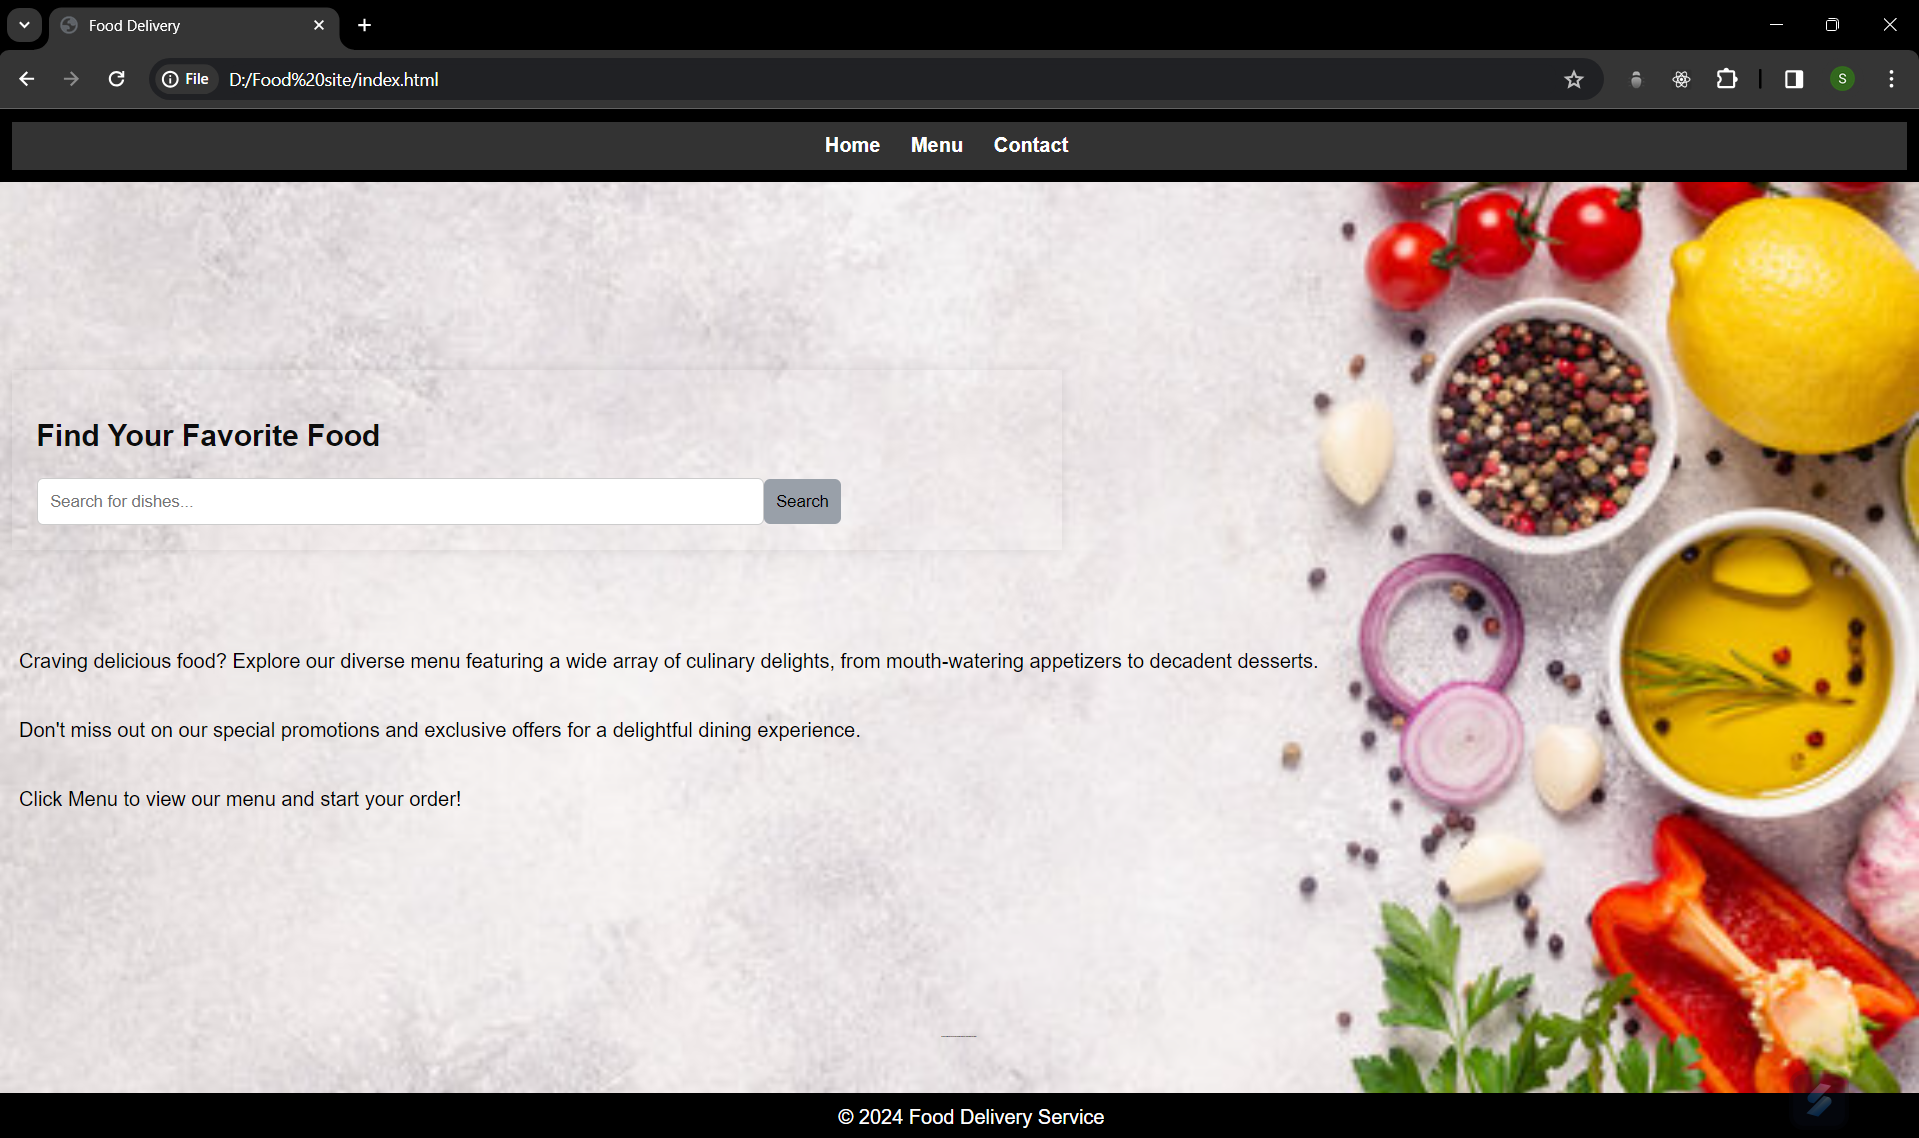 Food Delivery
File D:/Food%20site/index.html
S
Home Menu Contact
Find Your Favorite Food
Search for dishes... Search
Craving delicious food? Explore our diverse menu featuring a wide array of culinary delights, from mouth-watering appetizers to decadent desserts.
Don't miss out on our special promotions and exclusive offers for a delightful dining experience.
Click Menu to view our menu and start your order!
© 2024 Food Delivery Service